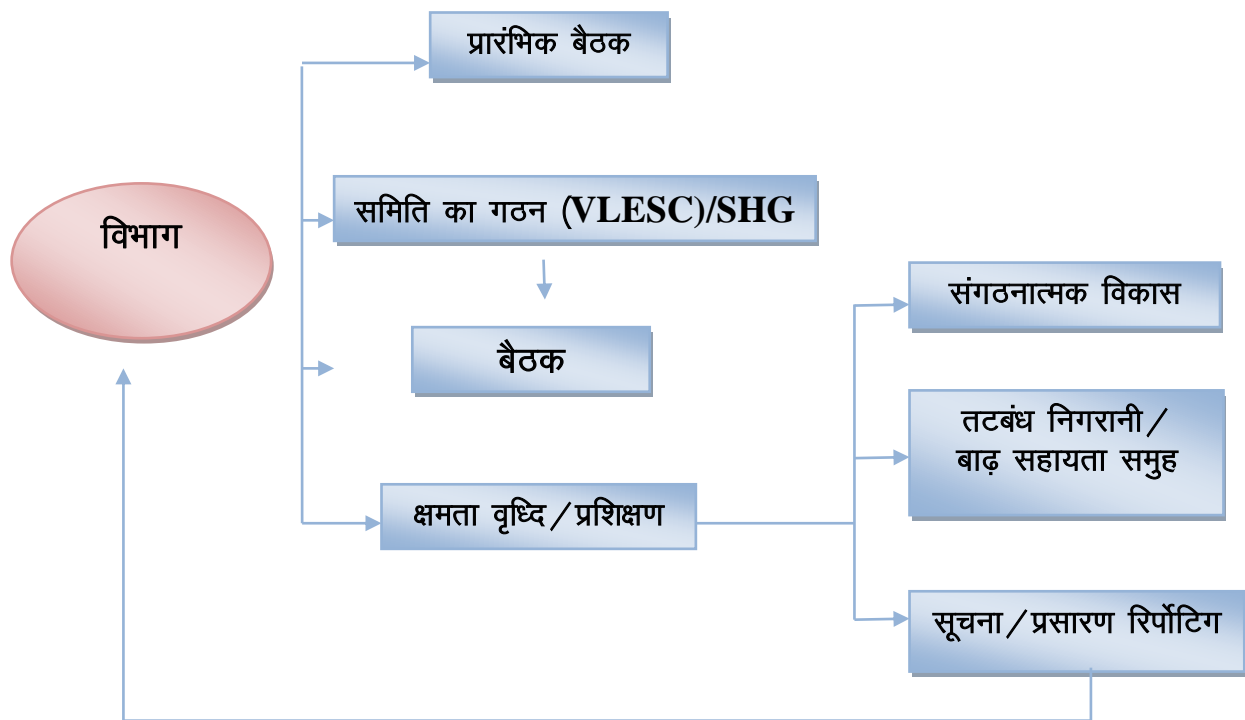 प्रारंभिक बैठक
समिति का गठन (VLESC)/SHG
विभाग
संगठनात्मक विकास
बैठक
तटबंध निगरानी/
बाढ़ सहायता समुह
क्षमता वृध्दि/प्रशिक्षण
सूचना/प्रसारण रिर्पोटिग